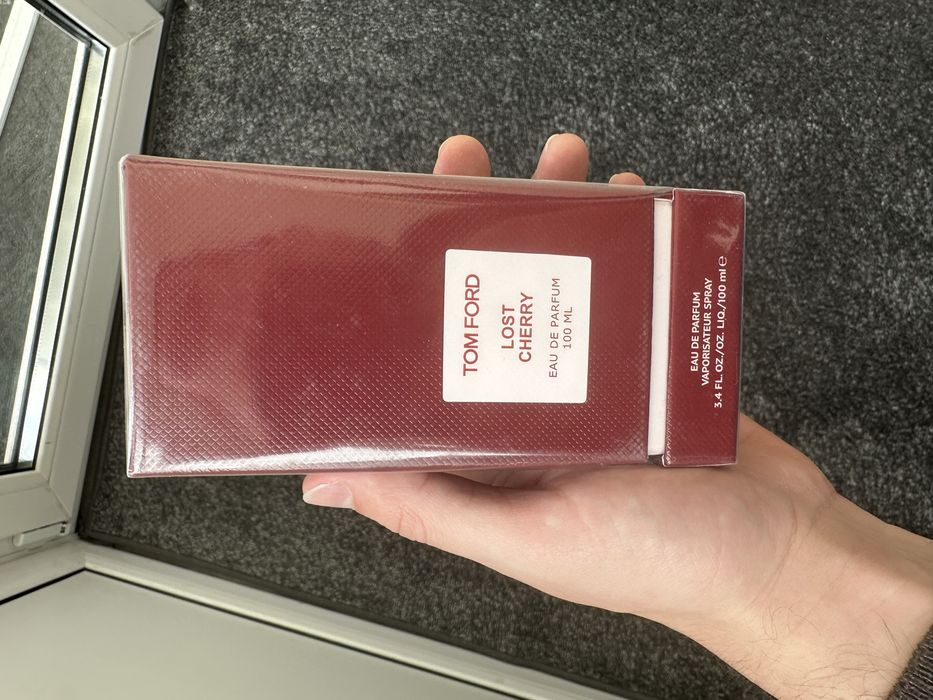 TOM FORD
LOST
CHERRY
EAU DE PARFUM
100 ML
EAU DE PARFUM
VAPORISATEUR SPRAY
3.4 FL. OZ./OZ. LIQ./100 ml ℮